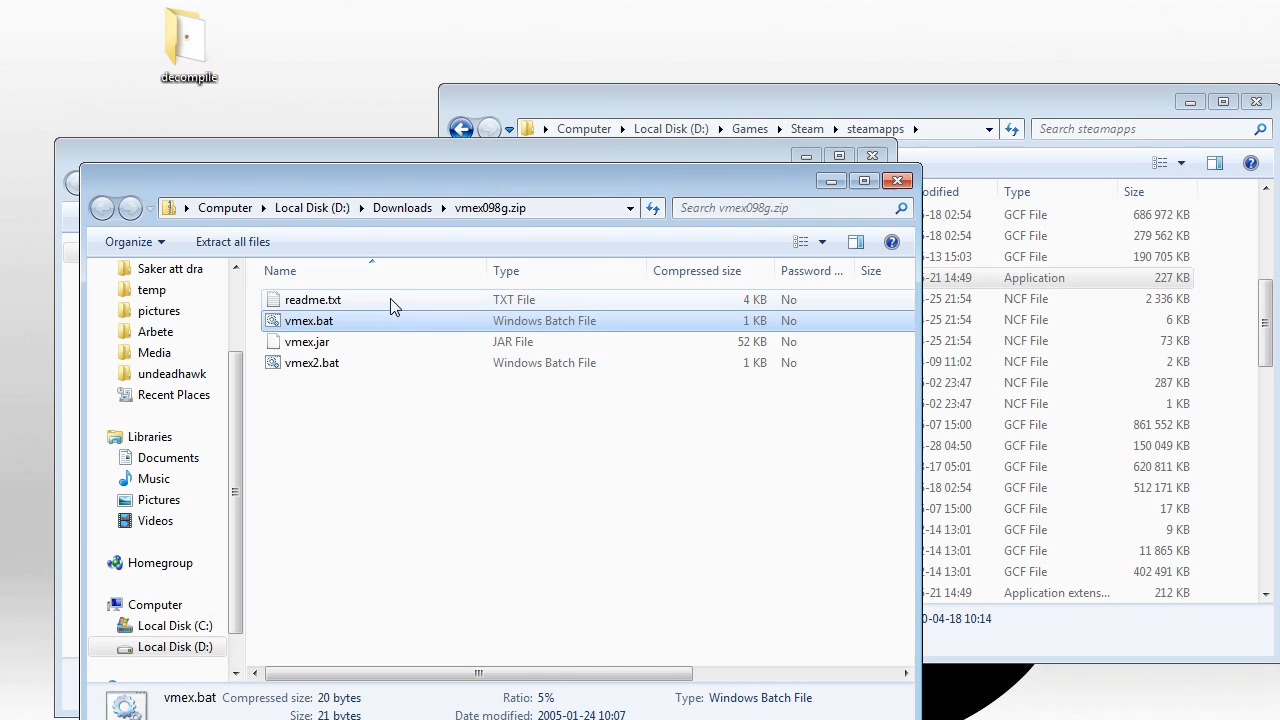 decompile
Computer Local Disk (D:) Games Steam steamapps Search steamapps
Computer Local Disk (D:) Downloads vmex098g.zip Search vmex098g.zip
Organize Extract all files
Name Type Compressed size Password ... Size
readme.txt TXT File 4 KB No
vmex.bat Windows Batch File 1 KB No
vmex.jar JAR File 52 KB No
vmex2.bat Windows Batch File 1 KB No
Saker att dra
temp
pictures
Arbete
Media
undeadhawk
Recent Places
Libraries
Documents
Music
Pictures
Videos
Homegroup
Computer
Local Disk (C:)
Local Disk (D:)
vmex.bat Compressed size: 20 bytes Ratio: 5% Type: Windows Batch File
Size: 21 bytes Date modified: 2005-01-24 10:07
odified Type Size
-18 02:54 GCF File 686 972 KB
-18 02:54 GCF File 279 562 KB
-13 15:03 GCF File 190 705 KB
-21 14:49 Application 227 KB
-25 21:54 NCF File 2 336 KB
-25 21:54 NCF File 6 KB
-25 21:54 NCF File 73 KB
-09 11:02 NCF File 2 KB
-02 23:47 NCF File 287 KB
-02 23:47 NCF File 1 KB
-07 15:00 GCF File 861 552 KB
-28 04:50 GCF File 150 049 KB
-17 05:01 GCF File 620 811 KB
-18 02:54 GCF File 512 171 KB
-07 15:00 GCF File 17 KB
-14 13:01 GCF File 9 KB
-14 13:01 GCF File 11 865 KB
-14 13:01 GCF File 402 491 KB
-21 14:49 Application extens... 212 KB
0-04-18 10:14